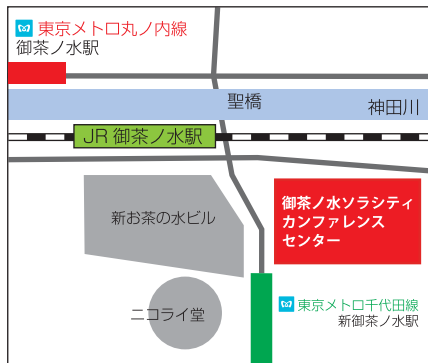 東京メトロ丸ノ内線
御茶ノ水駅
聖橋
神田川
JR 御茶ノ水駅
新お茶の水ビル
御茶ノ水ソラシティ
カンファレンス
センター
ニコライ堂
東京メトロ千代田線
新御茶ノ水駅